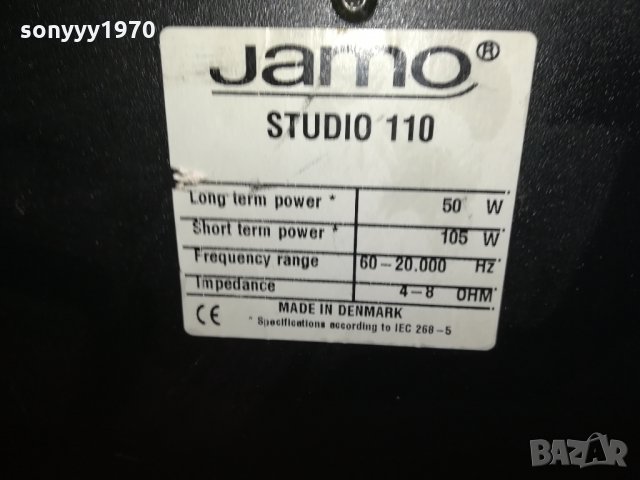 sonyyy1970
Jamo®
STUDIO 110
Long term power * 50 W
Short term power * 105 W
Frequency range 60-20.000 Hz
Impedance 4-8 OHM
MADE IN DENMARK
CE * Specifications according to IEC 268-5
BAZAR